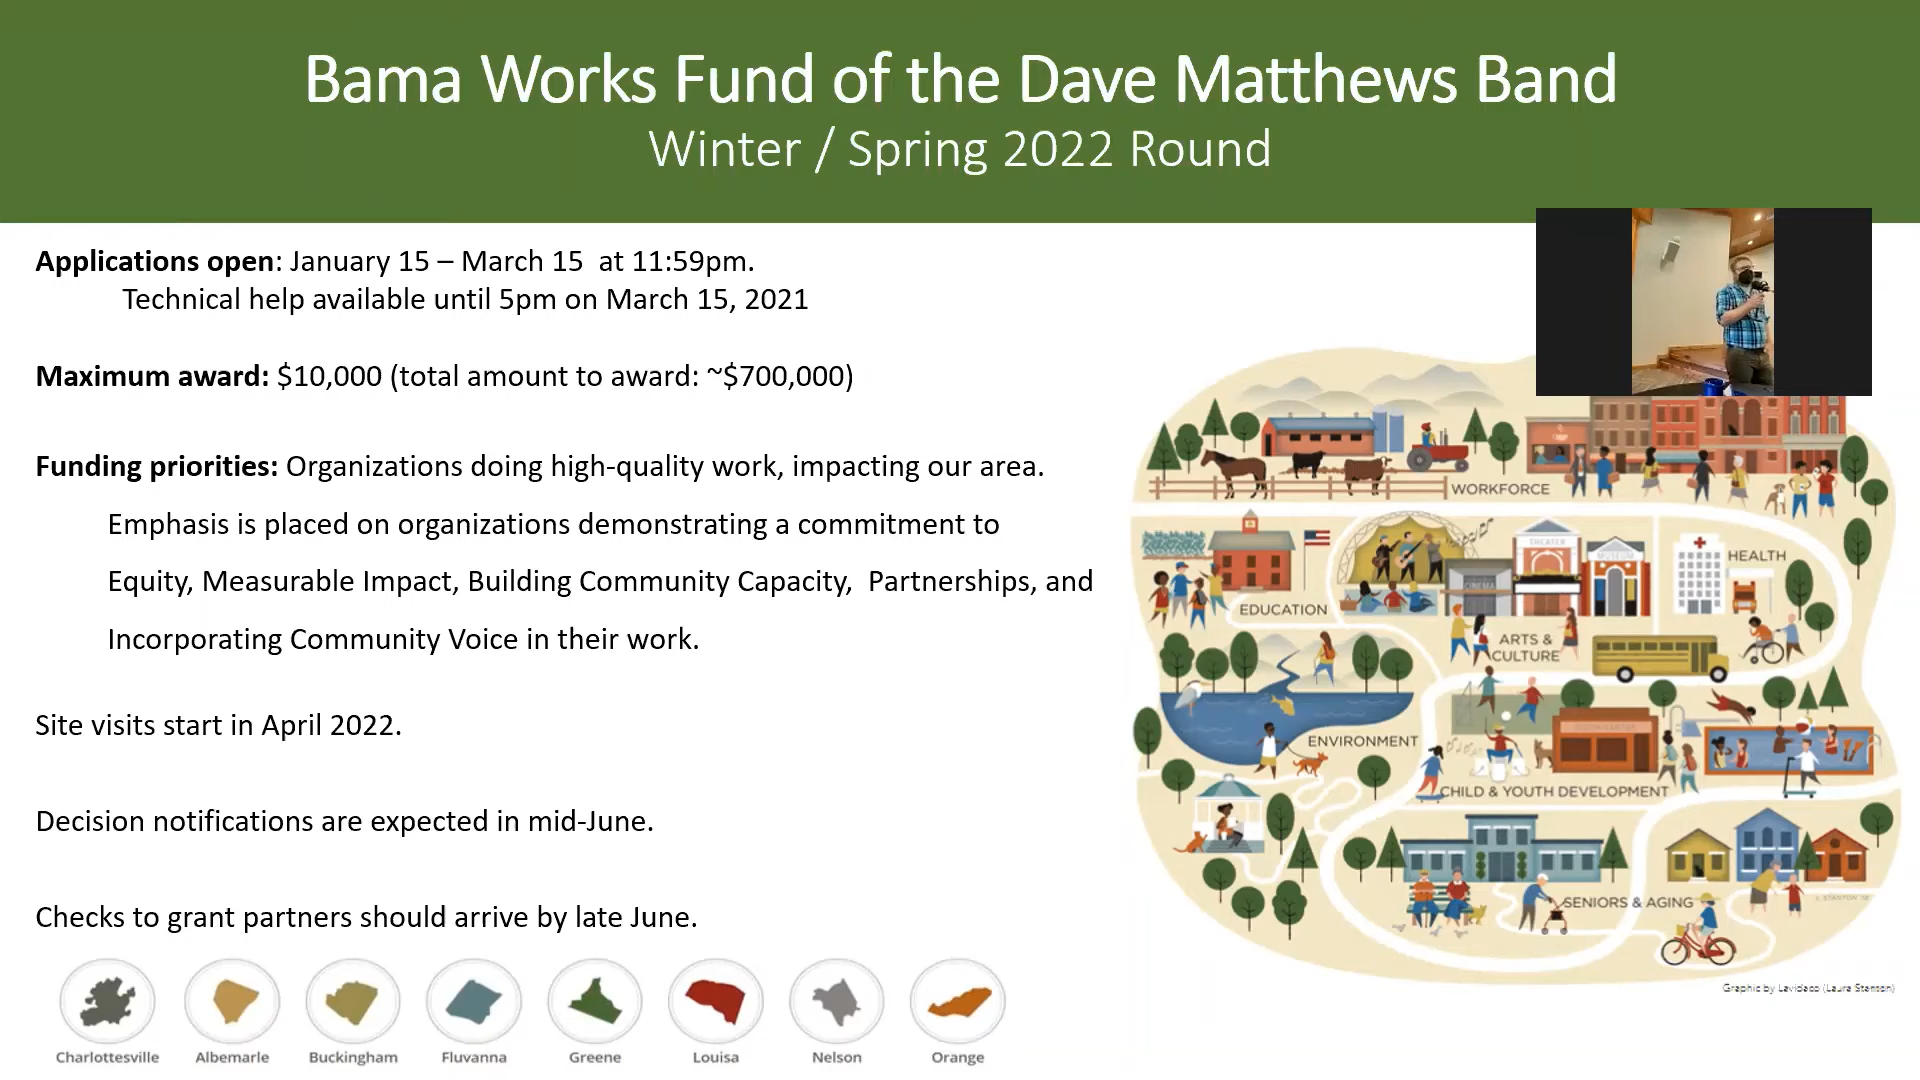 Bama Works Fund of the Dave Matthews Band
Winter / Spring 2022 Round
Applications open: January 15 – March 15 at 11:59pm.
Technical help available until 5pm on March 15, 2021
Maximum award: $10,000 (total amount to award: ~$700,000)
Funding priorities: Organizations doing high-quality work, impacting our area.
Emphasis is placed on organizations demonstrating a commitment to
Equity, Measurable Impact, Building Community Capacity, Partnerships, and
Incorporating Community Voice in their work.
Site visits start in April 2022.
Decision notifications are expected in mid-June.
Checks to grant partners should arrive by late June.
Charlottesville
Albemarle
Buckingham
Fluvanna
Greene
Louisa
Nelson
Orange
WORKFORCE
THEATER
MUSEUM
CINEMA
HEALTH
EDUCATION
ARTS &
CULTURE
ENVIRONMENT
CHILD & YOUTH DEVELOPMENT
SENIORS & AGING
Graphic by